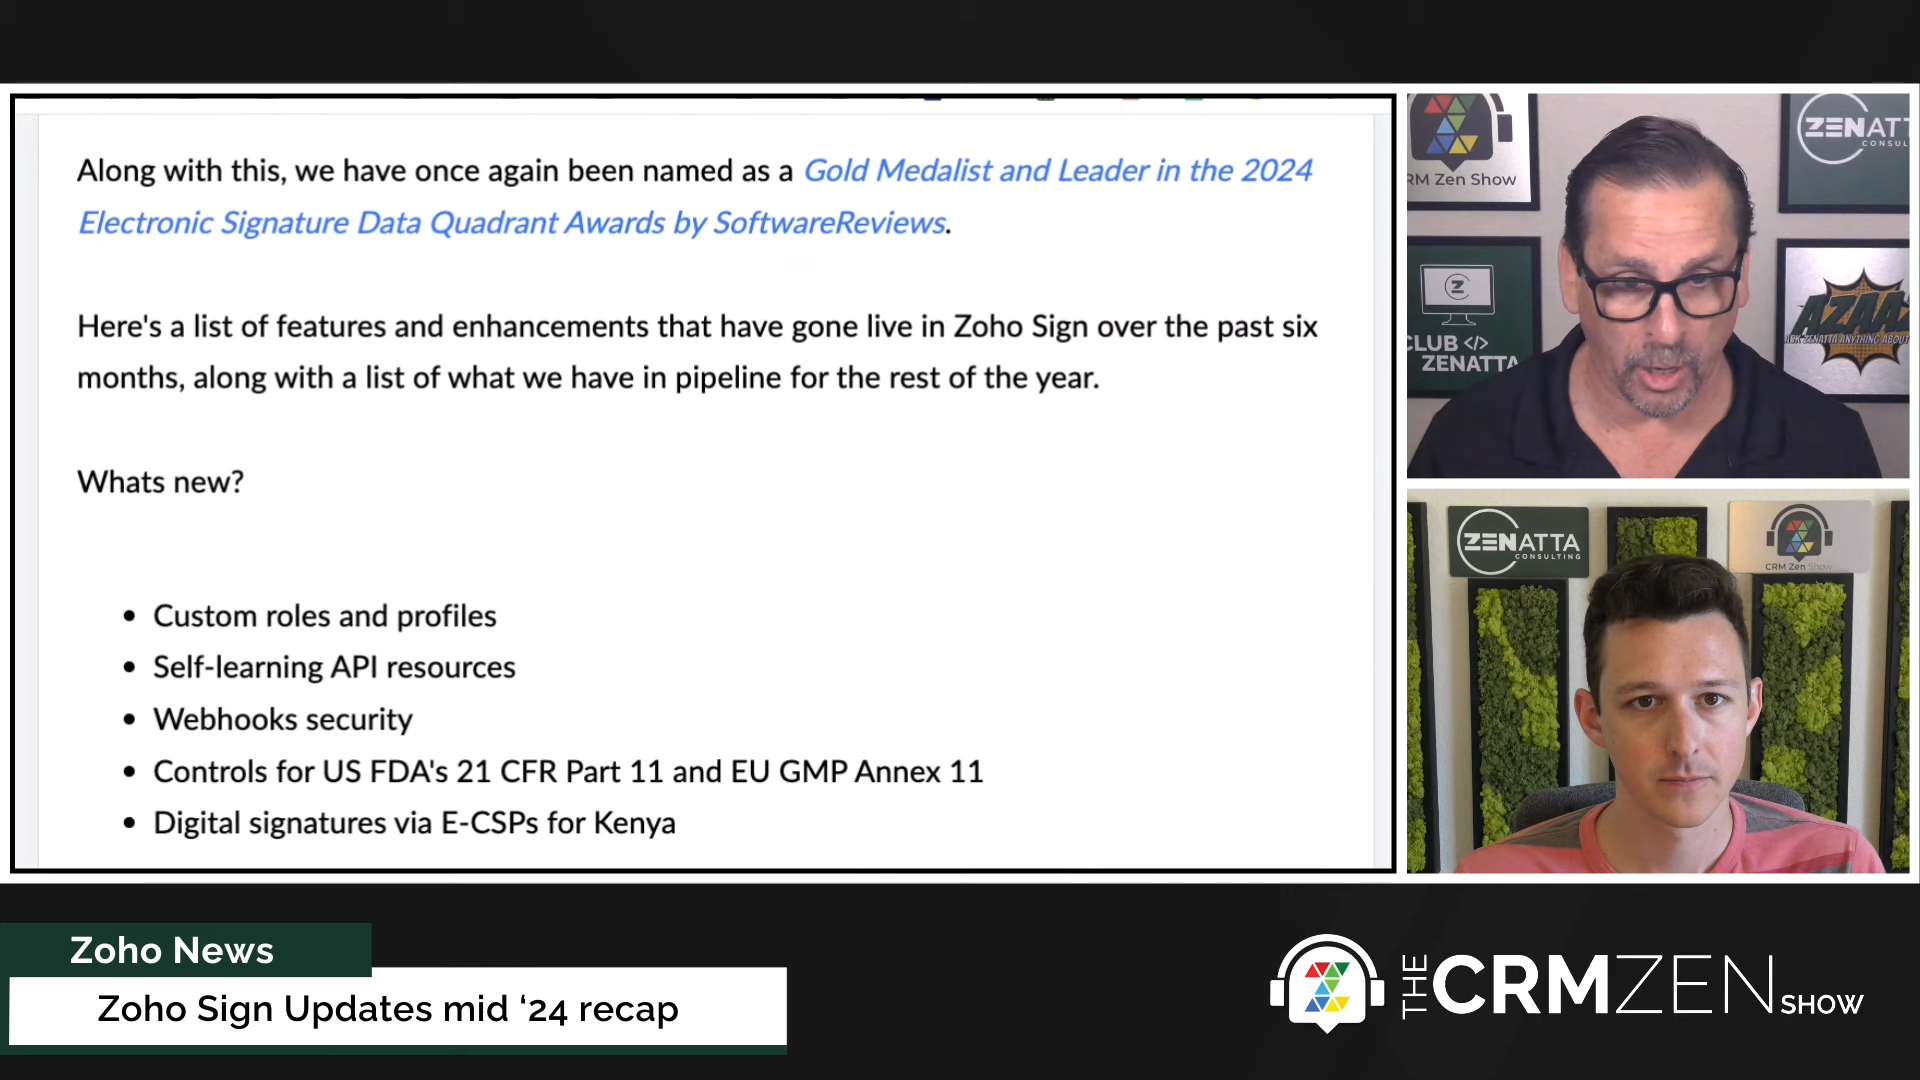 Along with this, we have once again been named as a Gold Medalist and Leader in the 2024
Electronic Signature Data Quadrant Awards by SoftwareReviews.
Here's a list of features and enhancements that have gone live in Zoho Sign over the past six
months, along with a list of what we have in pipeline for the rest of the year.
Whats new?
• Custom roles and profiles
• Self-learning API resources
• Webhooks security
• Controls for US FDA's 21 CFR Part 11 and EU GMP Annex 11
• Digital signatures via E-CSPs for Kenya
RM Zen Show
ZENATT
CONSUL
CLUB </>
ZENATTA
AZAA
ASK ZENATTA ANYTHING ABOUT
ZENATTA
CONSULTING
CRM Zen Show
Zoho News
Zoho Sign Updates mid ‘24 recap
THE CRMZEN SHOW